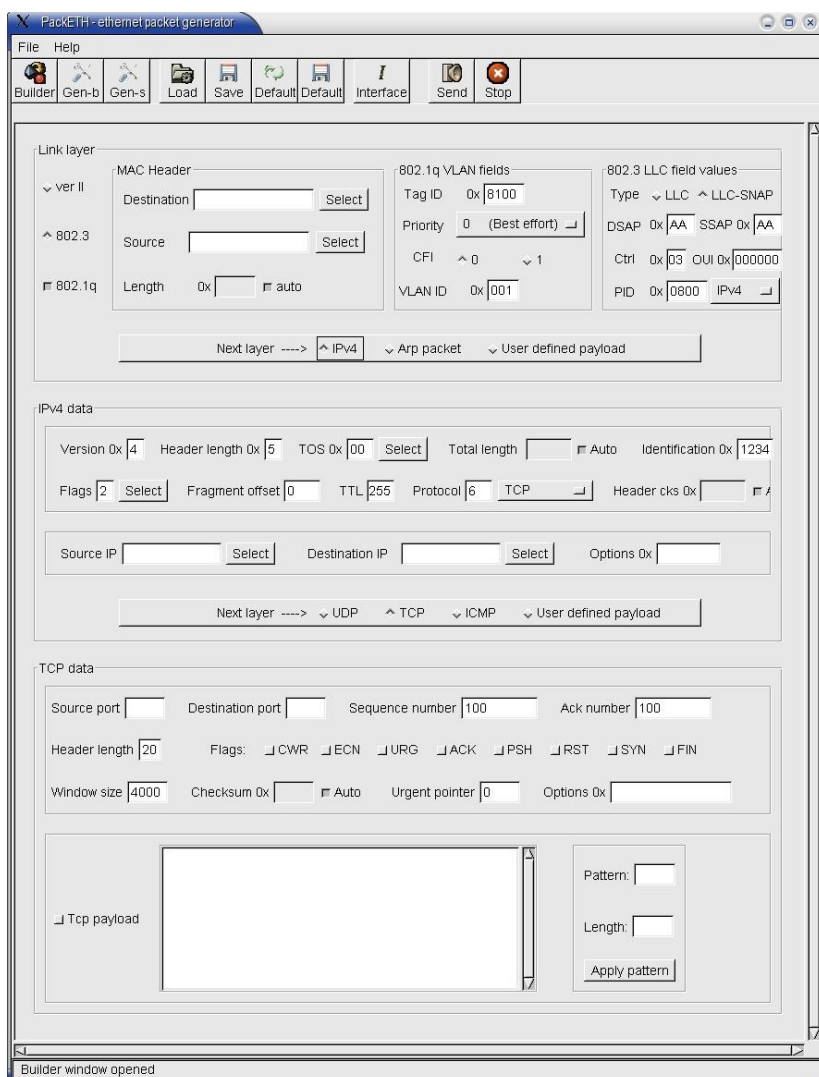 PackETH - ethernet packet generator
File Help
Builder Gen-b Gen-s Load Save Default Default Interface Send Stop
Link layer
MAC Header 802.1q VLAN fields 802.3 LLC field values
ver II Destination Select Tag ID 0x 8100 Type LLC LLC-SNAP
Priority 0 (Best effort) DSAP 0x AA SSAP 0x AA
802.3 Source Select
CFI 0 1 Ctrl 0x 03 OUI 0x 000000
802.1q Length 0x auto VLAN ID 0x 001 PID 0x 0800 IPv4
Next layer ----> IPv4 Arp packet User defined payload
IPv4 data
Version 0x 4 Header length 0x 5 TOS 0x 00 Select Total length Auto Identification 0x 1234
Flags 2 Select Fragment offset 0 TTL 255 Protocol 6 TCP Header cks 0x
Source IP Select Destination IP Select Options 0x
Next layer ----> UDP TCP ICMP User defined payload
TCP data
Source port Destination port Sequence number 100 Ack number 100
Header length 20 Flags: CWR ECN URG ACK PSH RST SYN FIN
Window size 4000 Checksum 0x Auto Urgent pointer 0 Options 0x
Pattern:
Tcp payload
Length:
Apply pattern
Builder window opened